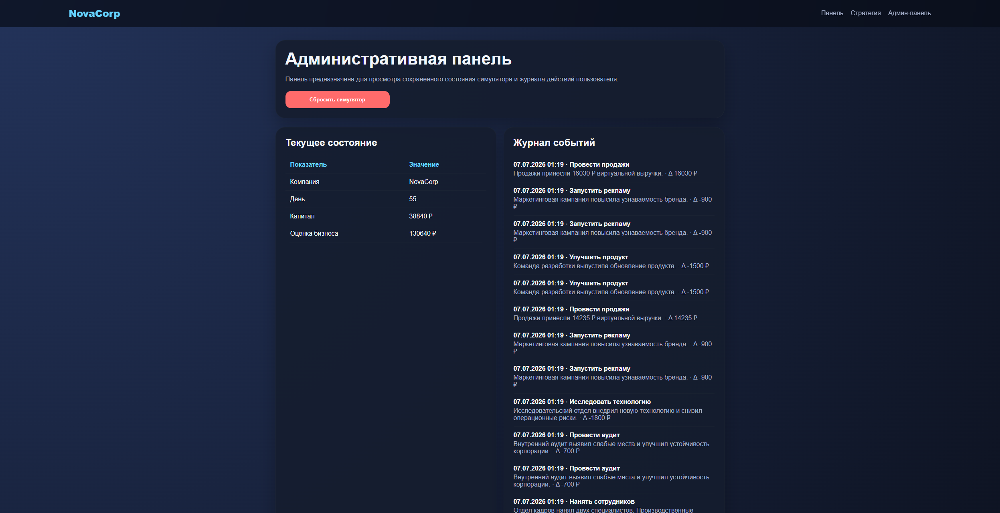 NovaCorp
Панель Стратегия Админ-панель
Административная панель
Панель предназначена для просмотра сохраненного состояния симулятора и журнала действий пользователя.
Сбросить симулятор
Текущее состояние
Показатель Значение
Компания NovaCorp
День 55
Капитал 38840 ₽
Оценка бизнеса 130640 ₽
Журнал событий
07.07.2026 01:19 · Провести продажи
Продажи принесли 16030 ₽ виртуальной выручки. · Δ 16030 ₽
07.07.2026 01:19 · Запустить рекламу
Маркетинговая кампания повысила узнаваемость бренда. · Δ -900
₽
07.07.2026 01:19 · Запустить рекламу
Маркетинговая кампания повысила узнаваемость бренда. · Δ -900
₽
07.07.2026 01:19 · Улучшить продукт
Команда разработки выпустила обновление продукта. · Δ -1500 ₽
07.07.2026 01:19 · Улучшить продукт
Команда разработки выпустила обновление продукта. · Δ -1500 ₽
07.07.2026 01:19 · Провести продажи
Продажи принесли 14235 ₽ виртуальной выручки. · Δ 14235 ₽
07.07.2026 01:19 · Запустить рекламу
Маркетинговая кампания повысила узнаваемость бренда. · Δ -900
₽
07.07.2026 01:19 · Запустить рекламу
Маркетинговая кампания повысила узнаваемость бренда. · Δ -900
₽
07.07.2026 01:19 · Исследовать технологию
Исследовательский отдел внедрил новую технологию и снизил
операционные риски. · Δ -1800 ₽
07.07.2026 01:19 · Провести аудит
Внутренний аудит выявил слабые места и улучшил устойчивость
корпорации. · Δ -700 ₽
07.07.2026 01:19 · Провести аудит
Внутренний аудит выявил слабые места и улучшил устойчивость
корпорации. · Δ -700 ₽
07.07.2026 01:19 · Нанять сотрудников
Отдел кадров нанял двух специалистов. Производственные